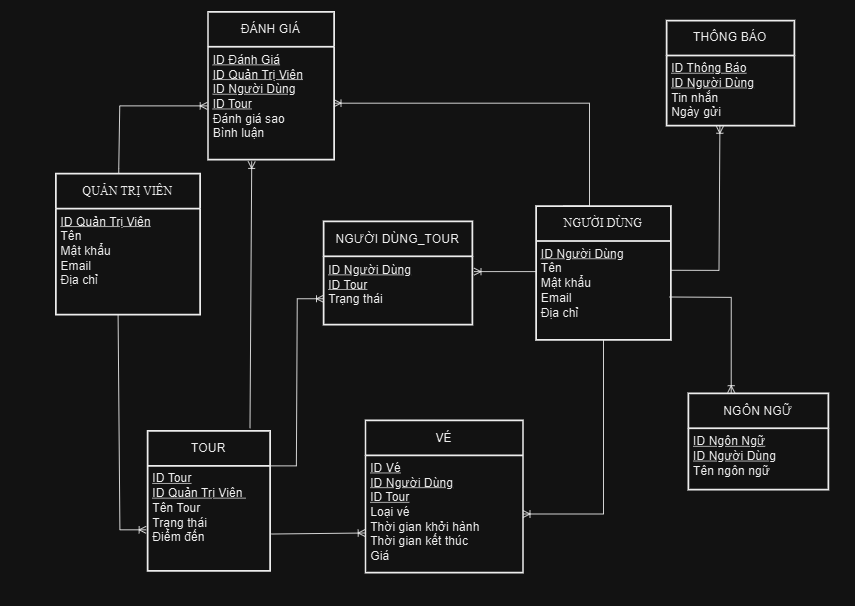 ĐÁNH GIÁ
ID Đánh Giá
ID Quản Trị Viên
ID Người Dùng
ID Tour
Đánh giá sao
Bình luận
THÔNG BÁO
ID Thông Báo
ID Người Dùng
Tin nhắn
Ngày gửi
QUẢN TRỊ VIÊN
ID Quản Trị Viên
Tên
Mật khẩu
Email
Địa chỉ
NGƯỜI DÙNG_TOUR
ID Người Dùng
ID Tour
Trạng thái
NGƯỜI DÙNG
ID Người Dùng
Tên
Mật khẩu
Email
Địa chỉ
TOUR
ID Tour
ID Quản Trị Viên
Tên Tour
Trạng thái
Điểm đến
VÉ
ID Vé
ID Người Dùng
ID Tour
Loại vé
Thời gian khởi hành
Thời gian kết thúc
Giá
NGÔN NGỮ
ID Ngôn Ngữ
ID Người Dùng
Tên ngôn ngữ